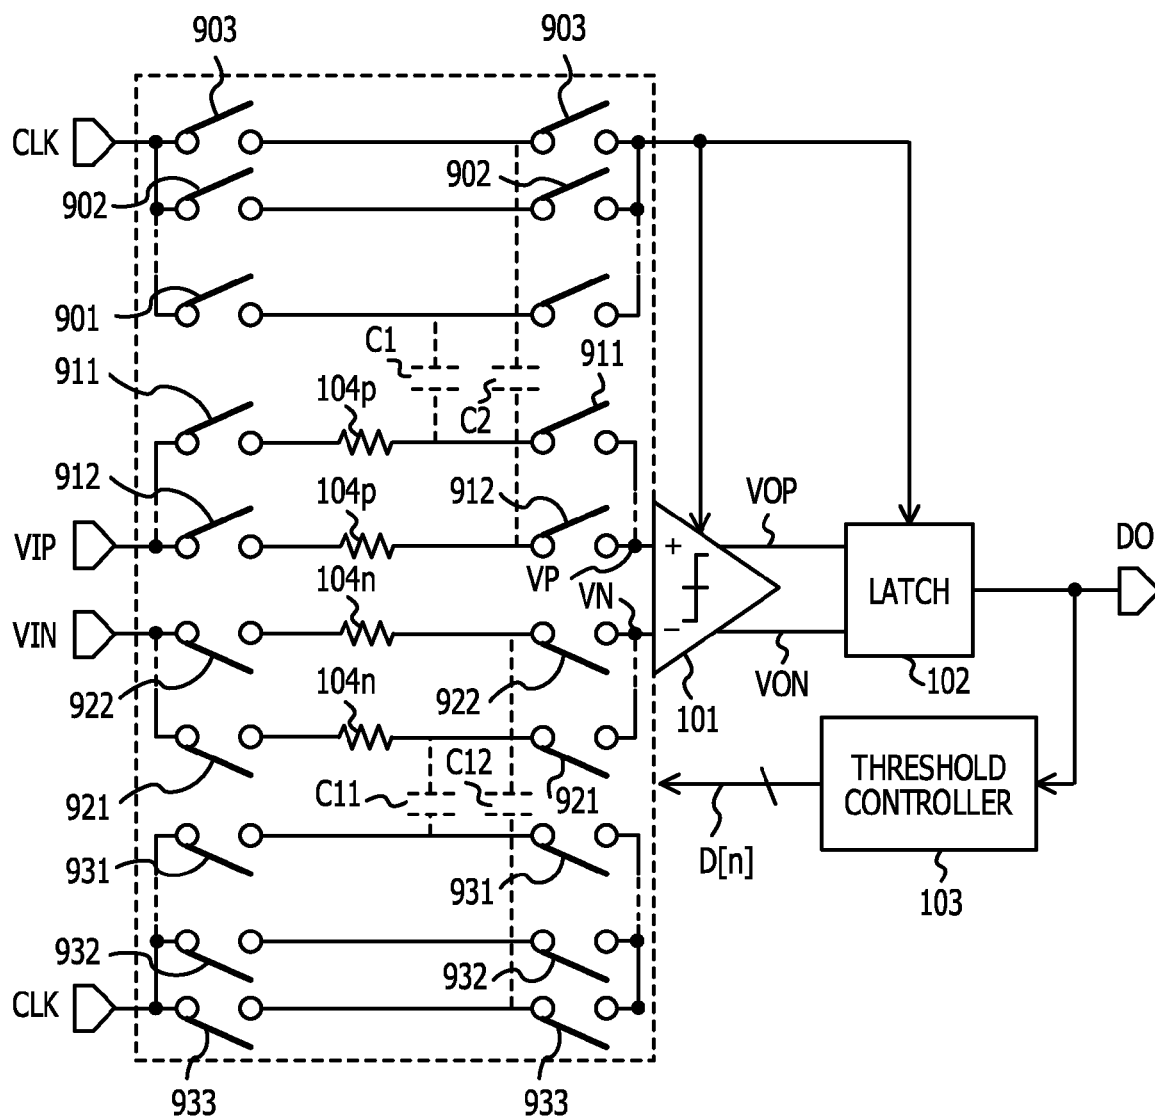 903
903
CLK
902
902
901
C1
911
911
104p
C2
912
104p
912
VOP
DO
VIP
VP
+
VN
LATCH
104n
VIN
−
922
104n
922
VON
102
101
C12
C11
921
921
THRESHOLD
CONTROLLER
931
931
D[n]
103
932
932
CLK
933
933